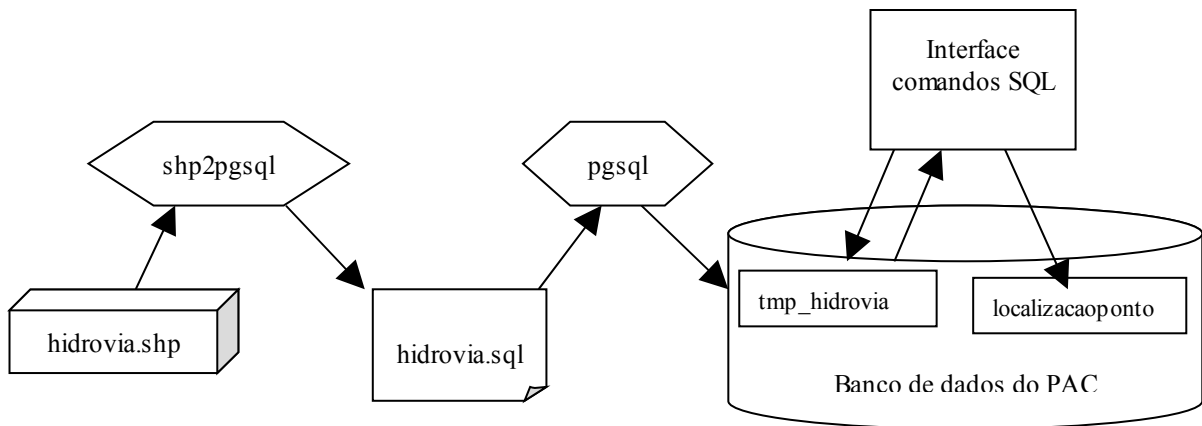 Interface
comandos SQL
shp2pgsql
pgsql
hidrovia.shp
hidrovia.sql
tmp_hidrovia
localizacaoponto
Banco de dados do PAC